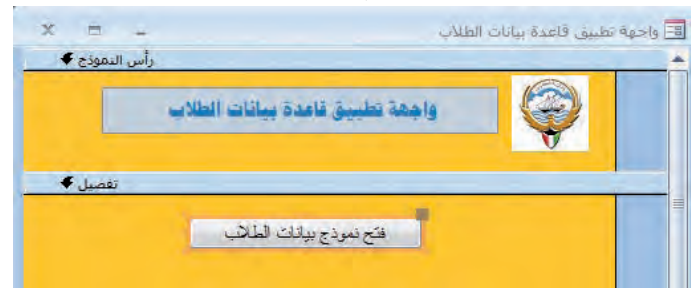 واجهة تطبيق قاعدة بيانات الطلاب
رأس النموذج
واجهة تطبيق قاعدة بيانات الطلاب
تفصيل
فتح نموذج بيانات الطلاب